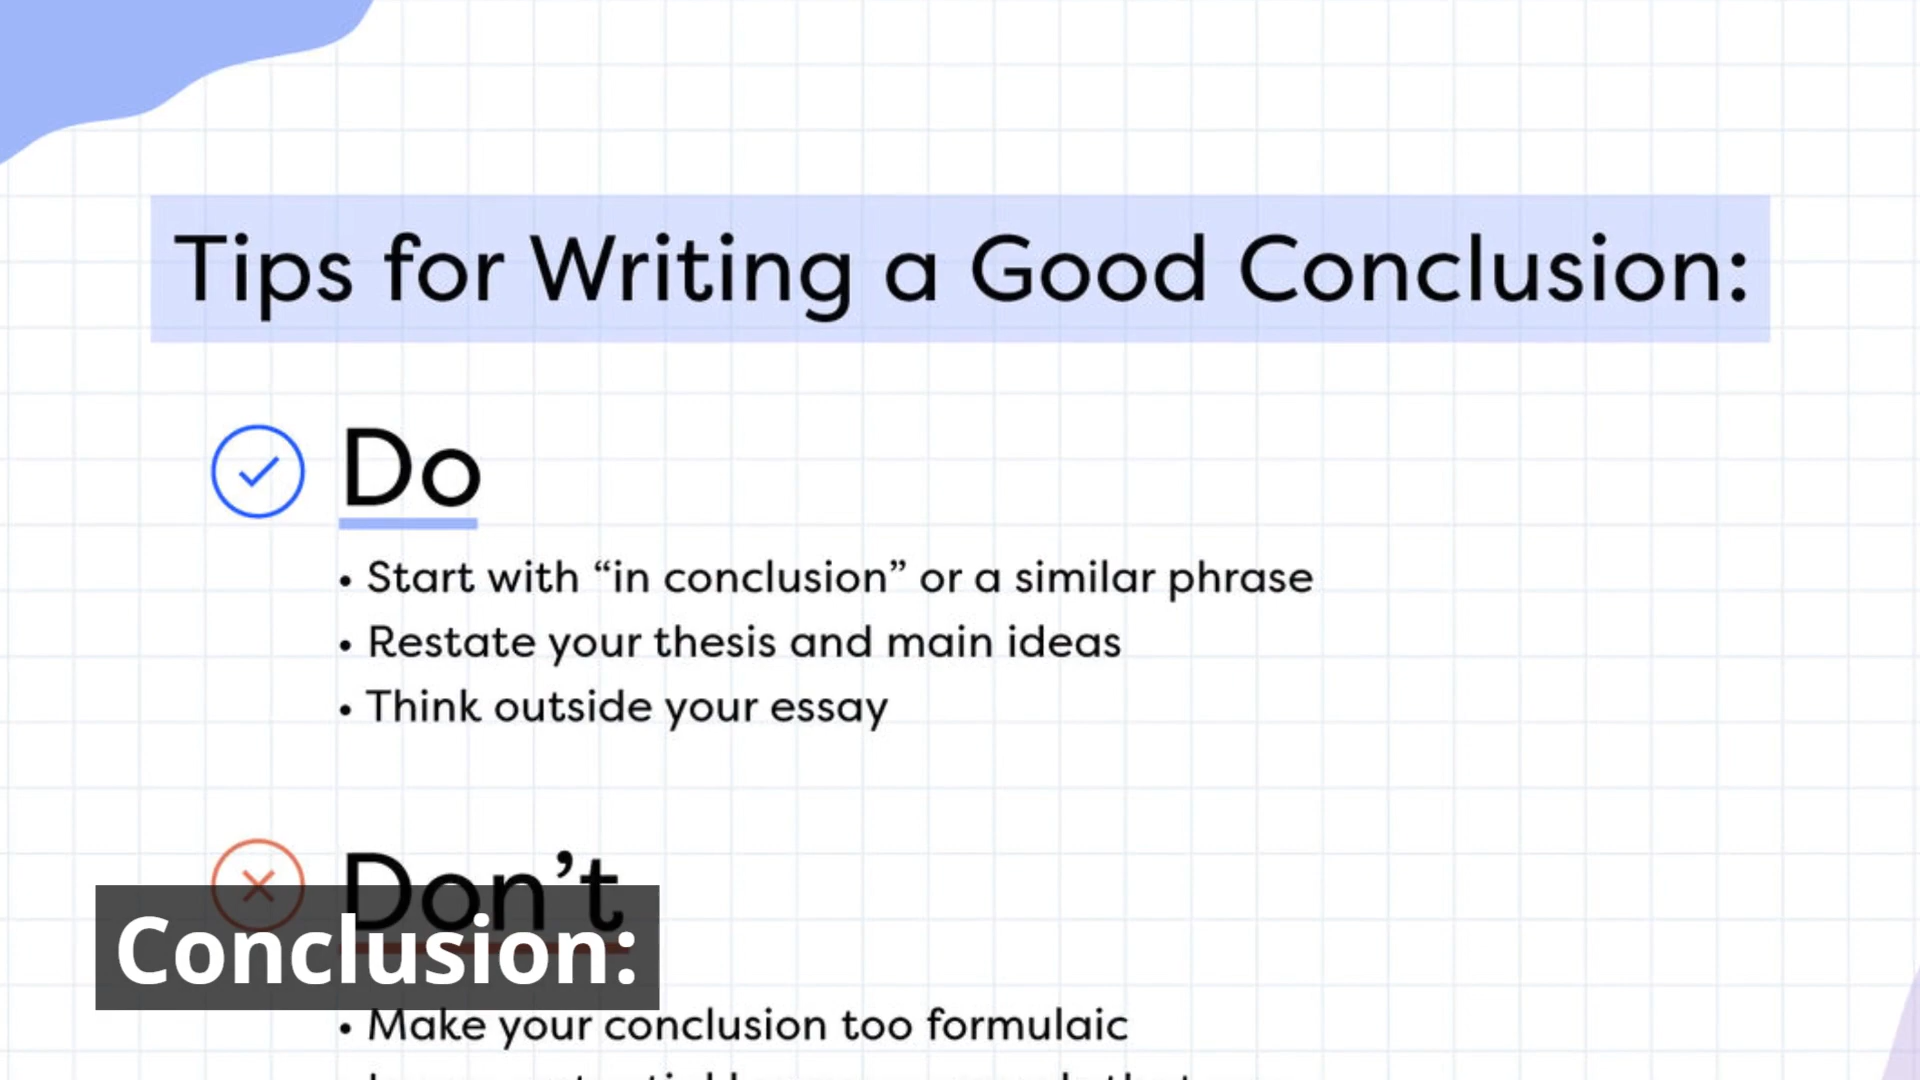 Tips for Writing a Good Conclusion:
Do
• Start with “in conclusion” or a similar phrase
• Restate your thesis and main ideas
• Think outside your essay
Don’t
Conclusion:
• Make your conclusion too formulaic